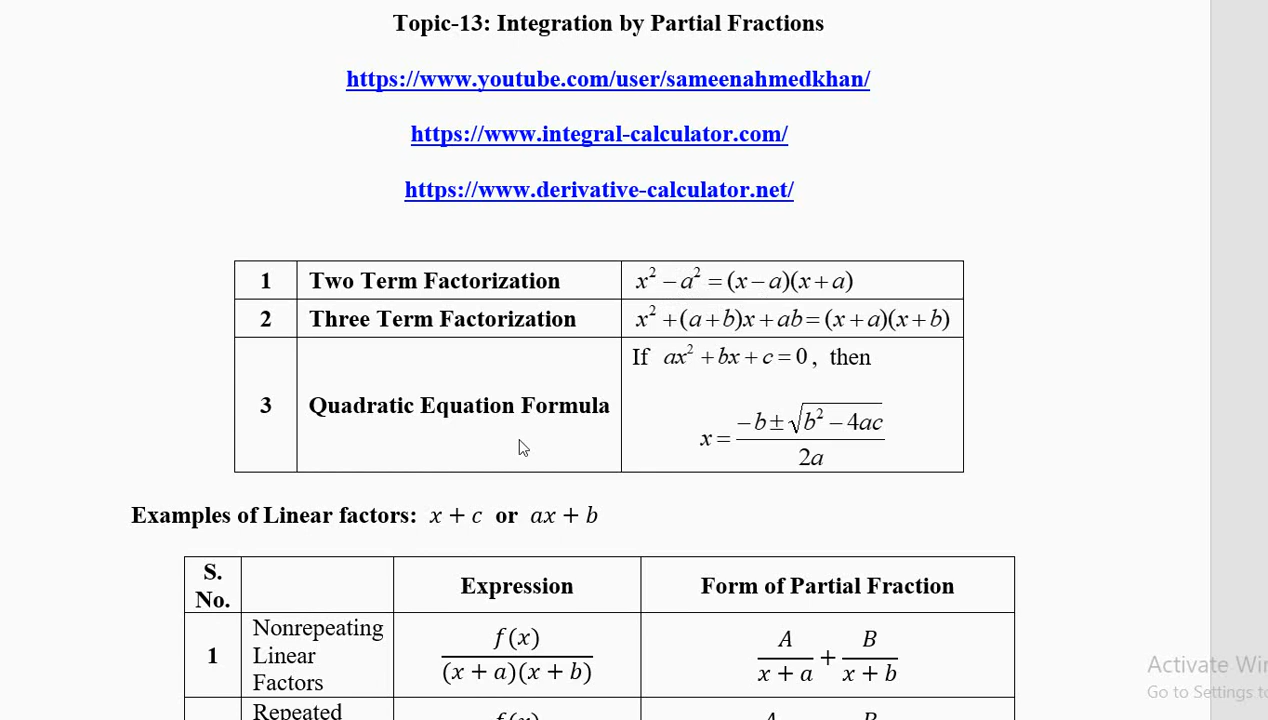 Topic-13: Integration by Partial Fractions
https://www.youtube.com/user/sameenahmedkhan/
https://www.integral-calculator.com/
https://www.derivative-calculator.net/
1 Two Term Factorization x² − a² = (x − a)(x + a)
2 Three Term Factorization x² + (a + b)x + ab = (x + a)(x + b)
3 Quadratic Equation Formula If ax² + bx + c = 0, then
x = (−b ± √(b² − 4ac)) / 2a
Examples of Linear factors: x + c or ax + b
S. No. Expression Form of Partial Fraction
1 Nonrepeating Linear Factors f(x) / ((x + a)(x + b)) A/(x + a) + B/(x + b)
Repeated
Activate Win
Go to Settings to